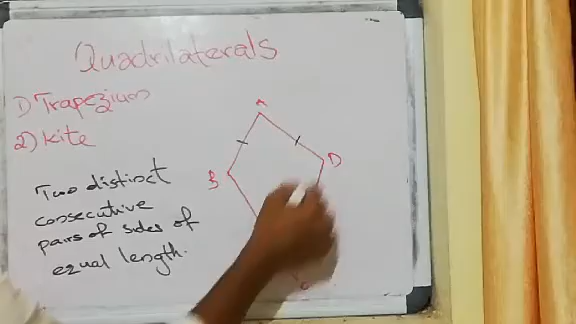 Quadrilaterals
1) Trapezium
2) Kite
Two distinct
consecutive
pairs of sides of
equal length.
A
B
D
C